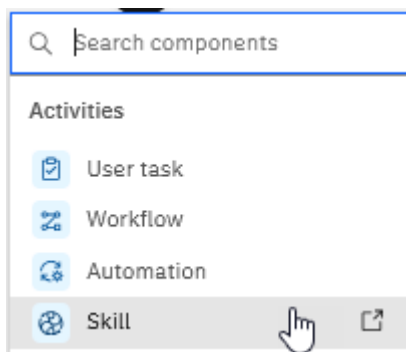 Search components
Activities
User task
Workflow
Automation
Skill